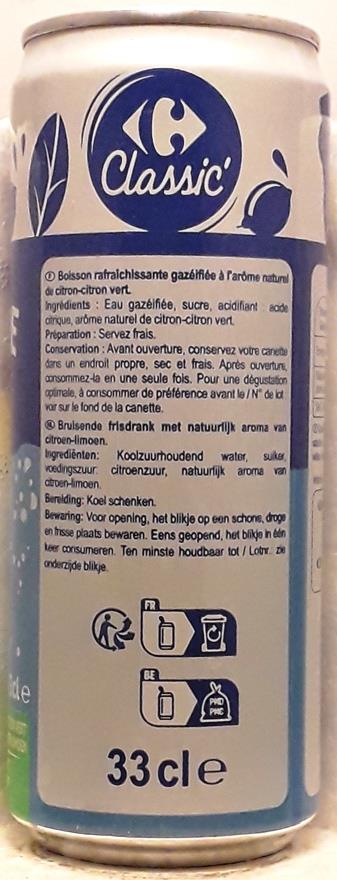 Classic'
F Boisson rafraîchissante gazéifiée à l'arôme naturel
de citron-citron vert.
Ingrédients : Eau gazéifiée, sucre, acidifiant : acide
citrique, arôme naturel de citron-citron vert.
Préparation : Servez frais.
Conservation : Avant ouverture, conservez votre canette
dans un endroit propre, sec et frais. Après ouverture,
consommez-la en une seule fois. Pour une dégustation
optimale, à consommer de préférence avant le / N° de lot :
voir sur le fond de la canette.
Bruisende frisdrank met natuurlijk aroma van
citroen-limoen.
Ingrediënten: Koolzuurhoudend water, suiker,
voedingszuur: citroenzuur, natuurlijk aroma van
citroen-limoen.
Bereiding: Koel schenken.
Bewaring: Voor opening, het blikje op een schone, droge
en frisse plaats bewaren. Eens geopend, het blikje in één
keer consumeren. Ten minste houdbaar tot / Lotnr.: zie
onderzijde blikje.
FR
BE
PMD
PMC
33 cl e